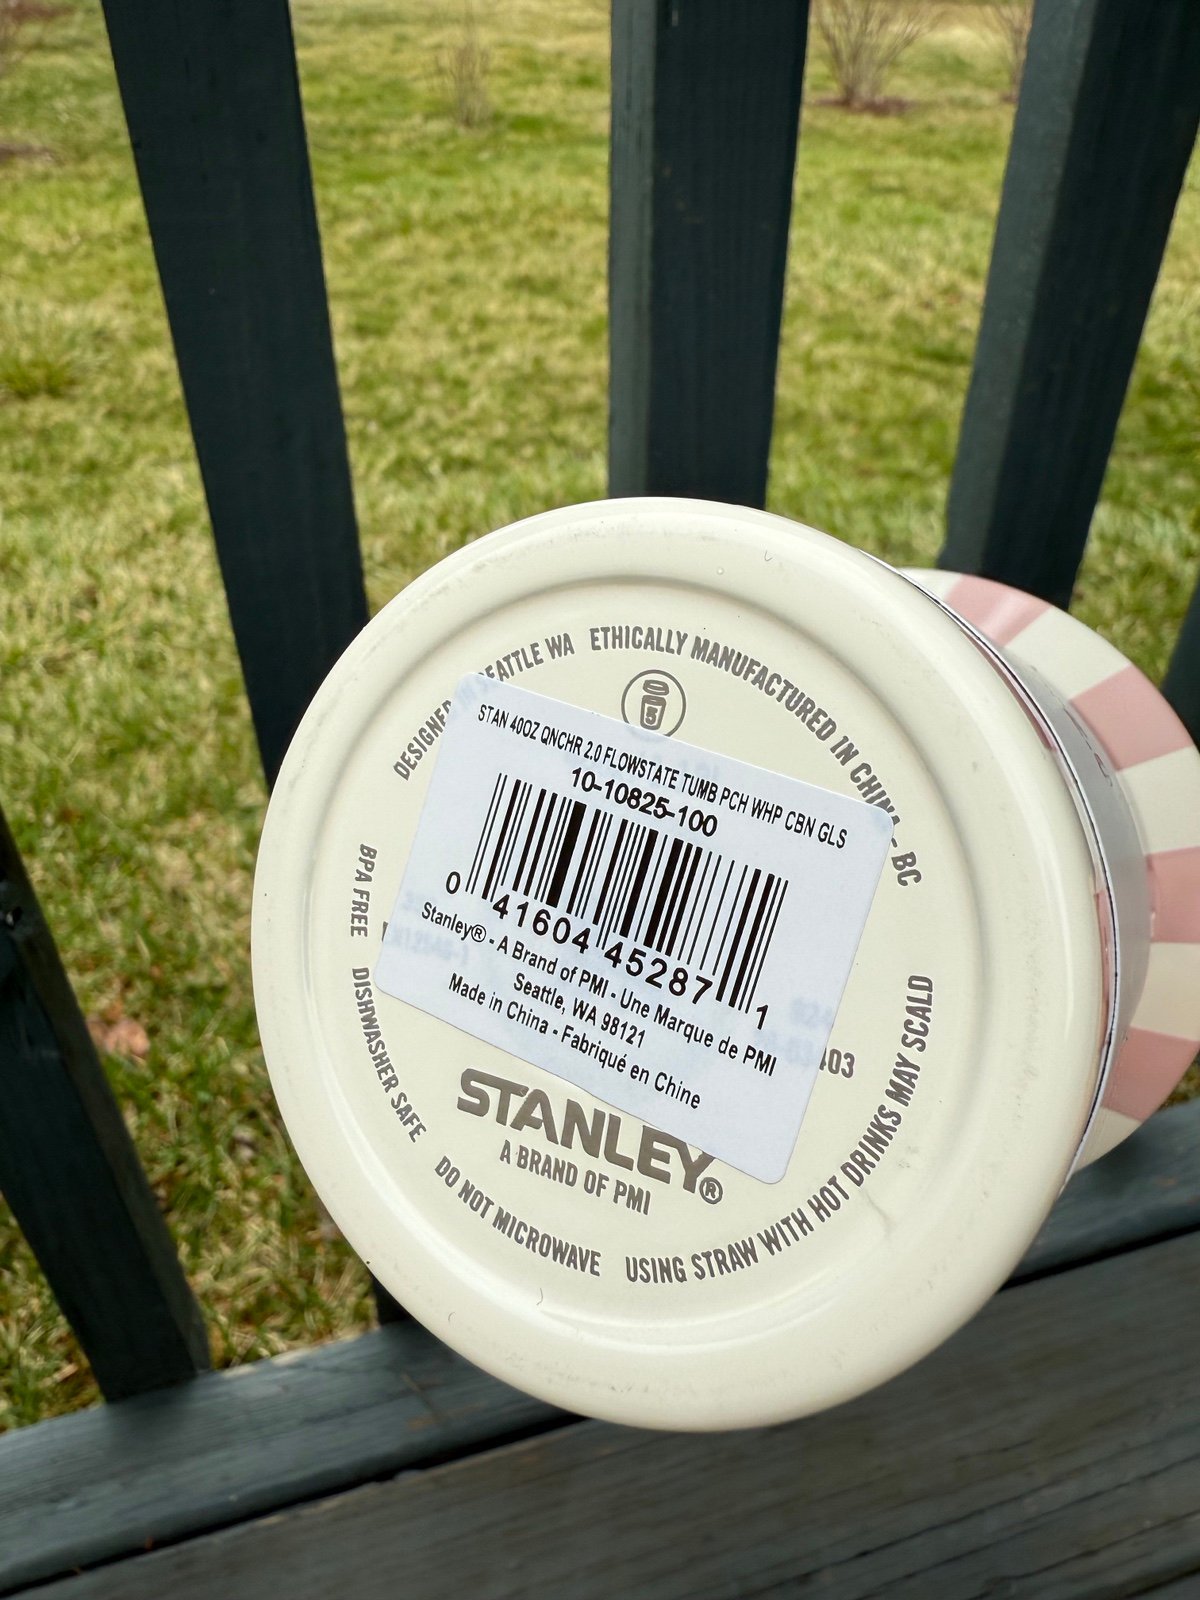 DESIGNED SEATTLE WA ETHICALLY MANUFACTURED IN CHINA - BC
5
STAN 40OZ QNCHR 2.0 FLOWSTATE TUMB PCH WHP CBN GLS
10-10825-100
0 41604 45287 1
Stanley® - A Brand of PMI - Une Marque de PMI
Seattle, WA 98121
Made in China - Fabriqué en Chine
403
STANLEY®
A BRAND OF PMI
BPA FREE DISHWASHER SAFE DO NOT MICROWAVE USING STRAW WITH HOT DRINKS MAY SCALD